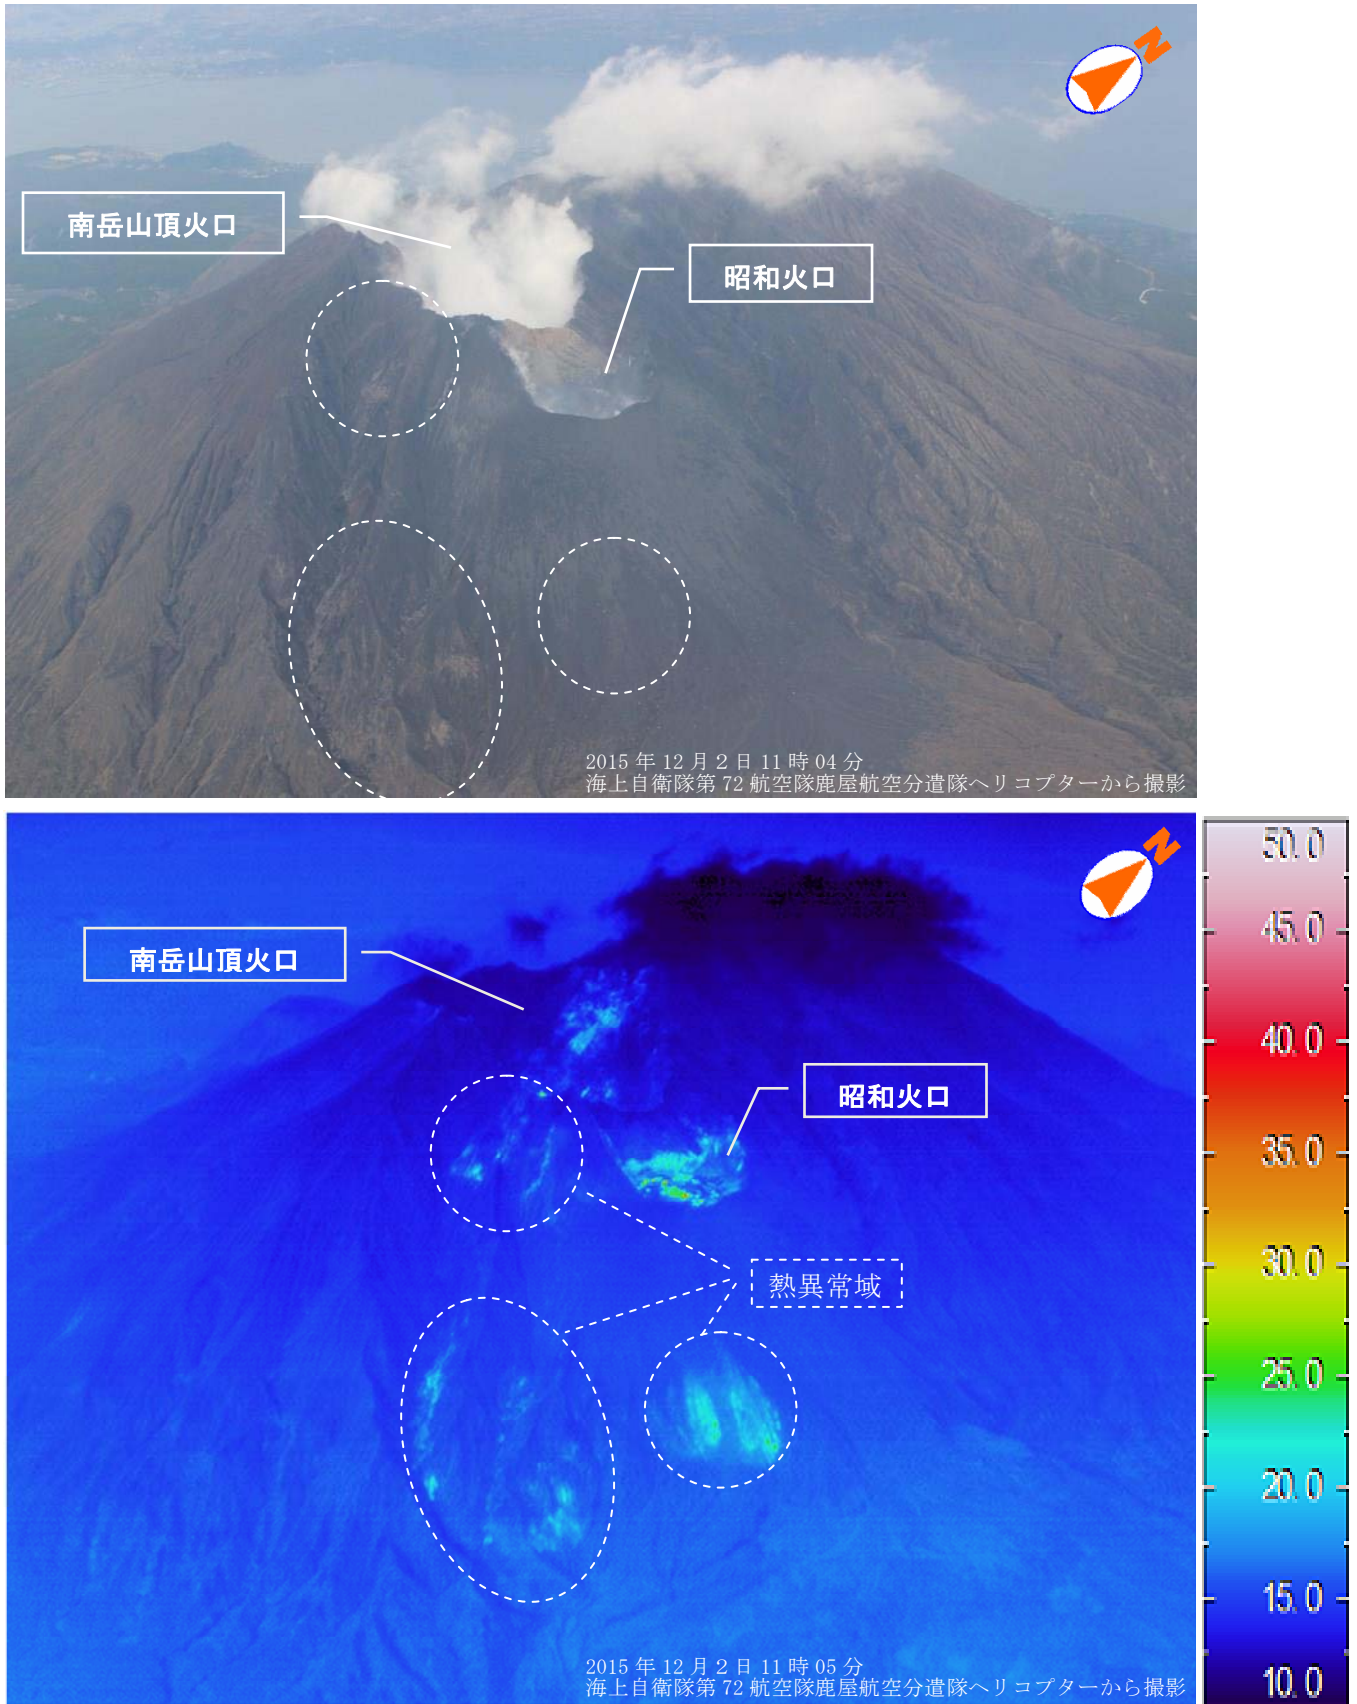 N
南岳山頂火口
昭和火口
2015 年 12 月 2 日 11 時 04 分
海上自衛隊第 72 航空隊鹿屋航空分遣隊ヘリコプターから撮影
N
南岳山頂火口
昭和火口
熱異常域
2015 年 12 月 2 日 11 時 05 分
海上自衛隊第 72 航空隊鹿屋航空分遣隊ヘリコプターから撮影
50.0
45.0
40.0
35.0
30.0
25.0
20.0
15.0
10.0